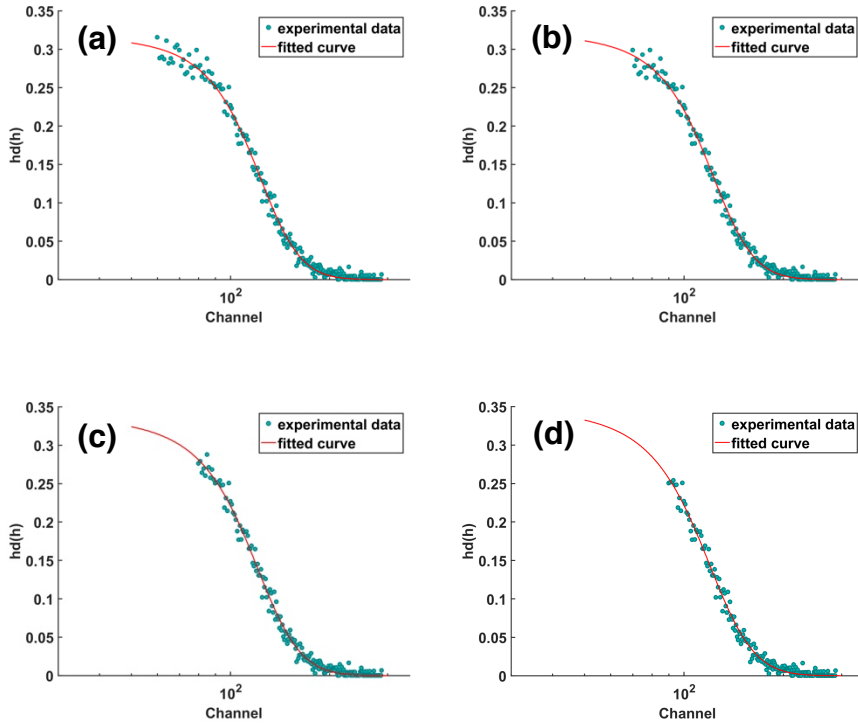 (a)
experimental data
fitted curve
0.35
0.3
0.25
0.2
0.15
0.1
0.05
0
hd(h)
10²
Channel
(b)
experimental data
fitted curve
0.35
0.3
0.25
0.2
0.15
0.1
0.05
0
hd(h)
10²
Channel
(c)
experimental data
fitted curve
0.35
0.3
0.25
0.2
0.15
0.1
0.05
0
hd(h)
10²
Channel
(d)
experimental data
fitted curve
0.35
0.3
0.25
0.2
0.15
0.1
0.05
0
hd(h)
10²
Channel